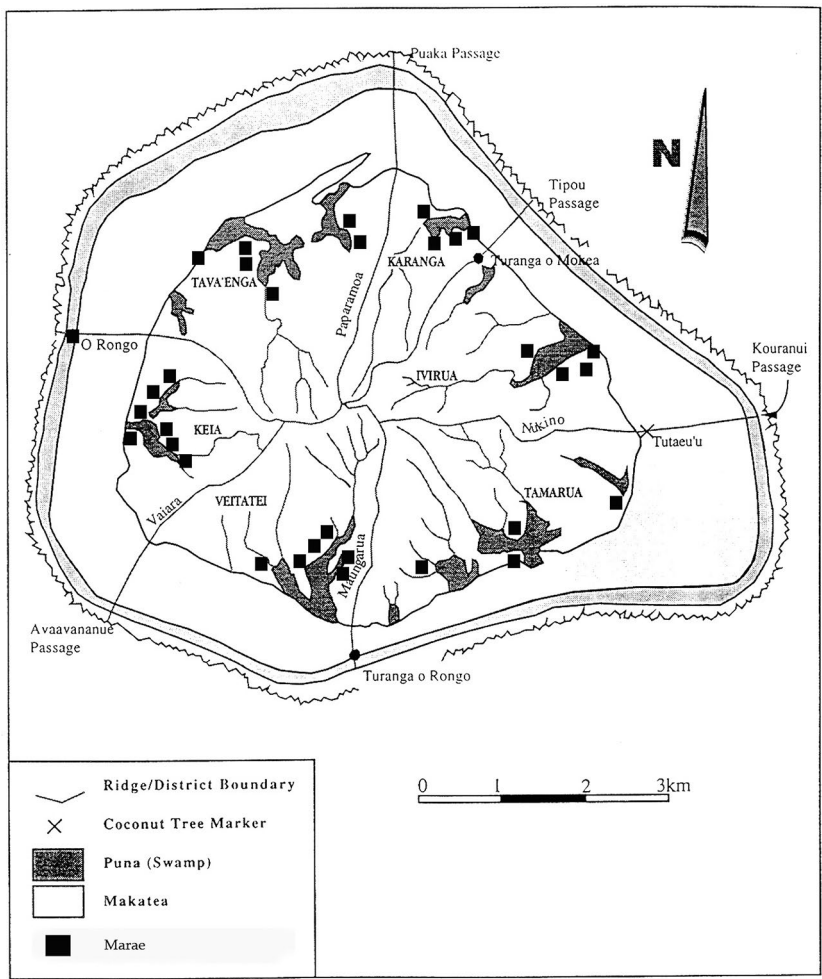 Puaka Passage
N
Tipou
Passage
KARANGA
Turanga o Mokea
TAVA'ENGA
Paparamoa
O Rongo
IVIRUA
Kouranui
Passage
KEIA
Nukino
Tutaeu'u
VEITATEI
TAMARUA
Vaiara
Maungarua
Avaavananue
Passage
Turanga o Rongo
Ridge/District Boundary
Coconut Tree Marker
Puna (Swamp)
Makatea
Marae
0 1 2 3km